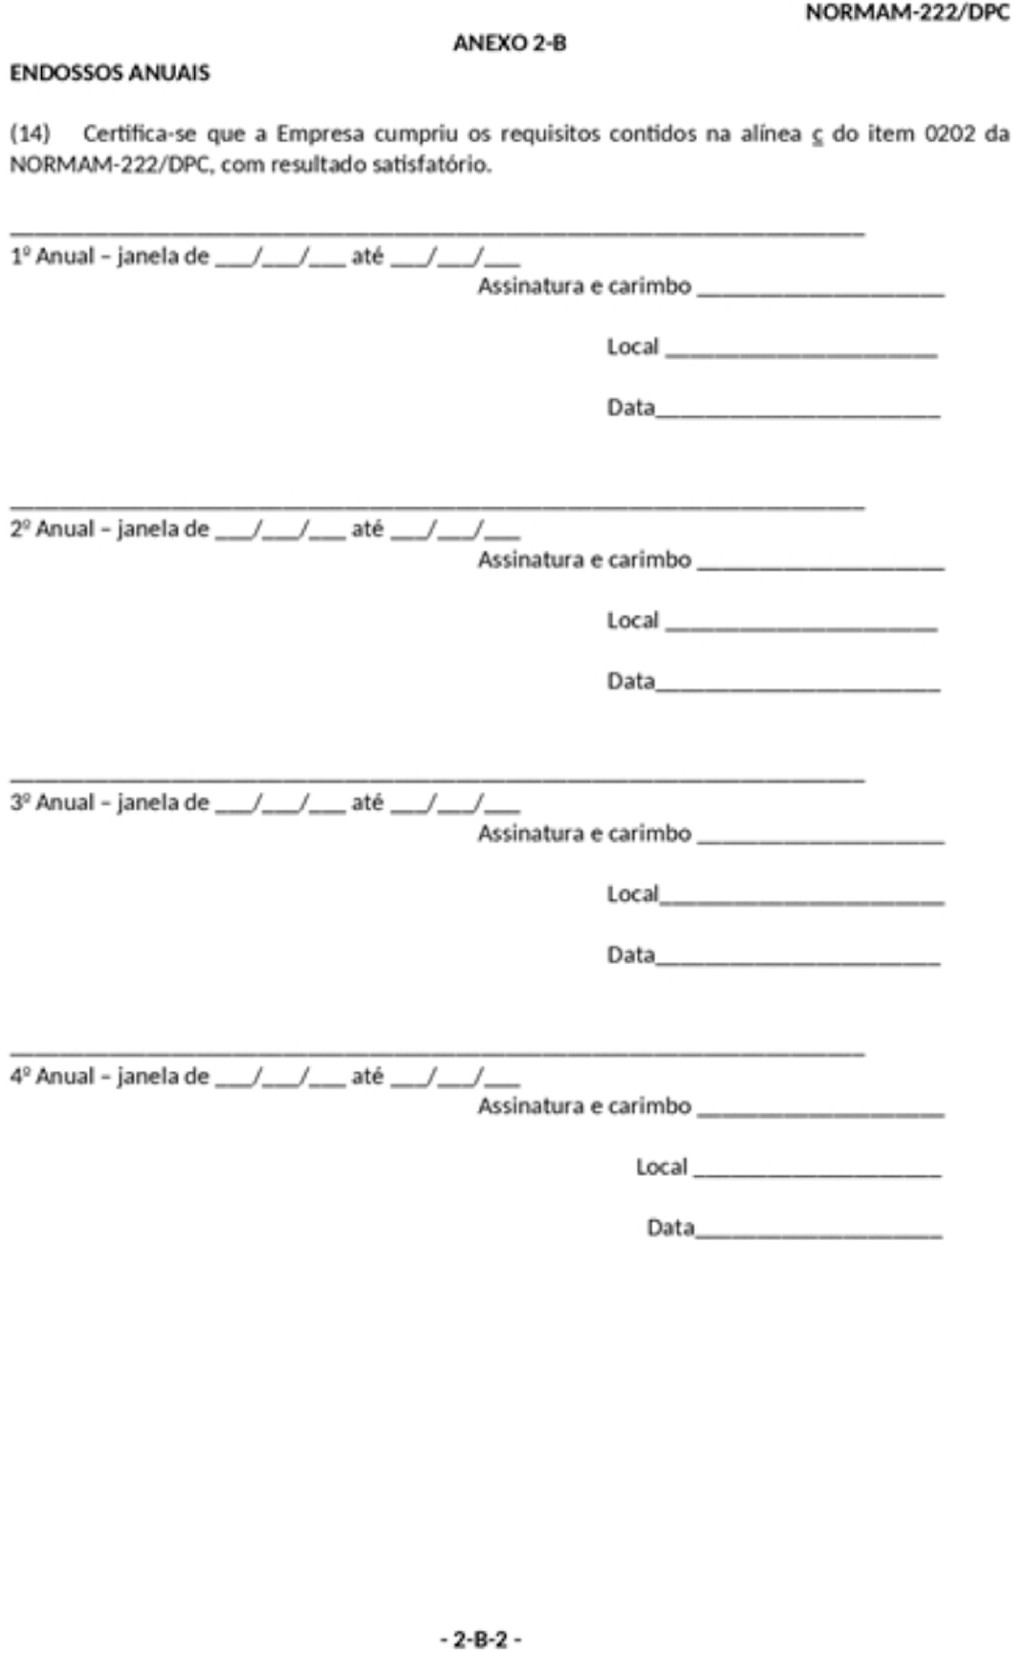 NORMAM-222/DPC
ANEXO 2-B
ENDOSSOS ANUAIS
(14) Certifica-se que a Empresa cumpriu os requisitos contidos na alínea c do item 0202 da
NORMAM-222/DPC, com resultado satisfatório.
1º Anual – janela de ___/___/___ até ___/___/___
Assinatura e carimbo ____________________
Local ______________________
Data_______________________
2º Anual – janela de ___/___/___ até ___/___/___
Assinatura e carimbo ____________________
Local ______________________
Data_______________________
3º Anual – janela de ___/___/___ até ___/___/___
Assinatura e carimbo ____________________
Local_______________________
Data_______________________
4º Anual – janela de ___/___/___ até ___/___/___
Assinatura e carimbo ____________________
Local ____________________
Data____________________
- 2-B-2 -